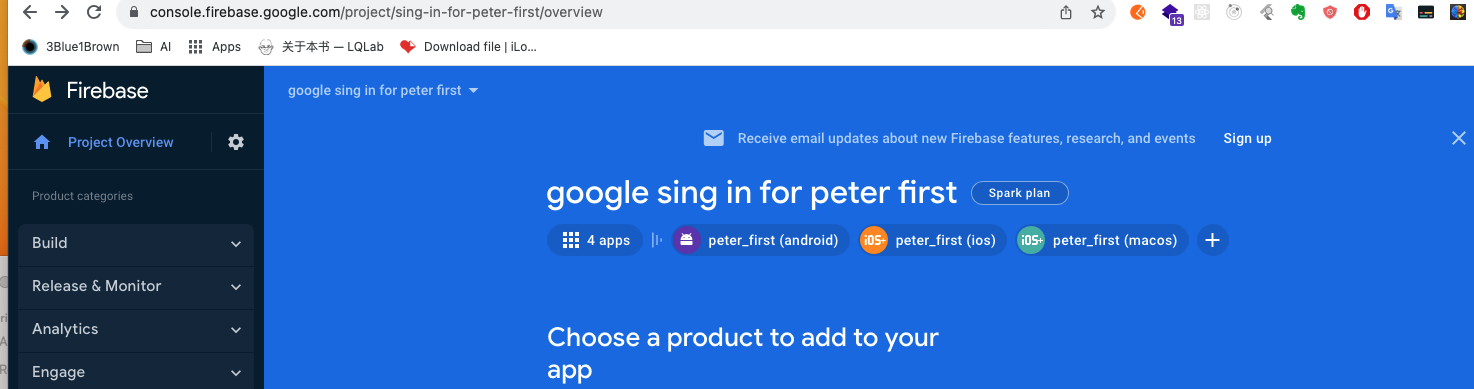 console.firebase.google.com/project/sing-in-for-peter-first/overview
13
3Blue1Brown AI Apps 关于本书 — LQLab Download file | iLo...
Firebase
google sing in for peter first
Project Overview
Receive email updates about new Firebase features, research, and events Sign up
Product categories
google sing in for peter first Spark plan
4 apps iOS+ peter_first (android) iOS+ peter_first (ios) peter_first (macos)
Build
Release & Monitor
Analytics
Engage
Choose a product to add to your
app